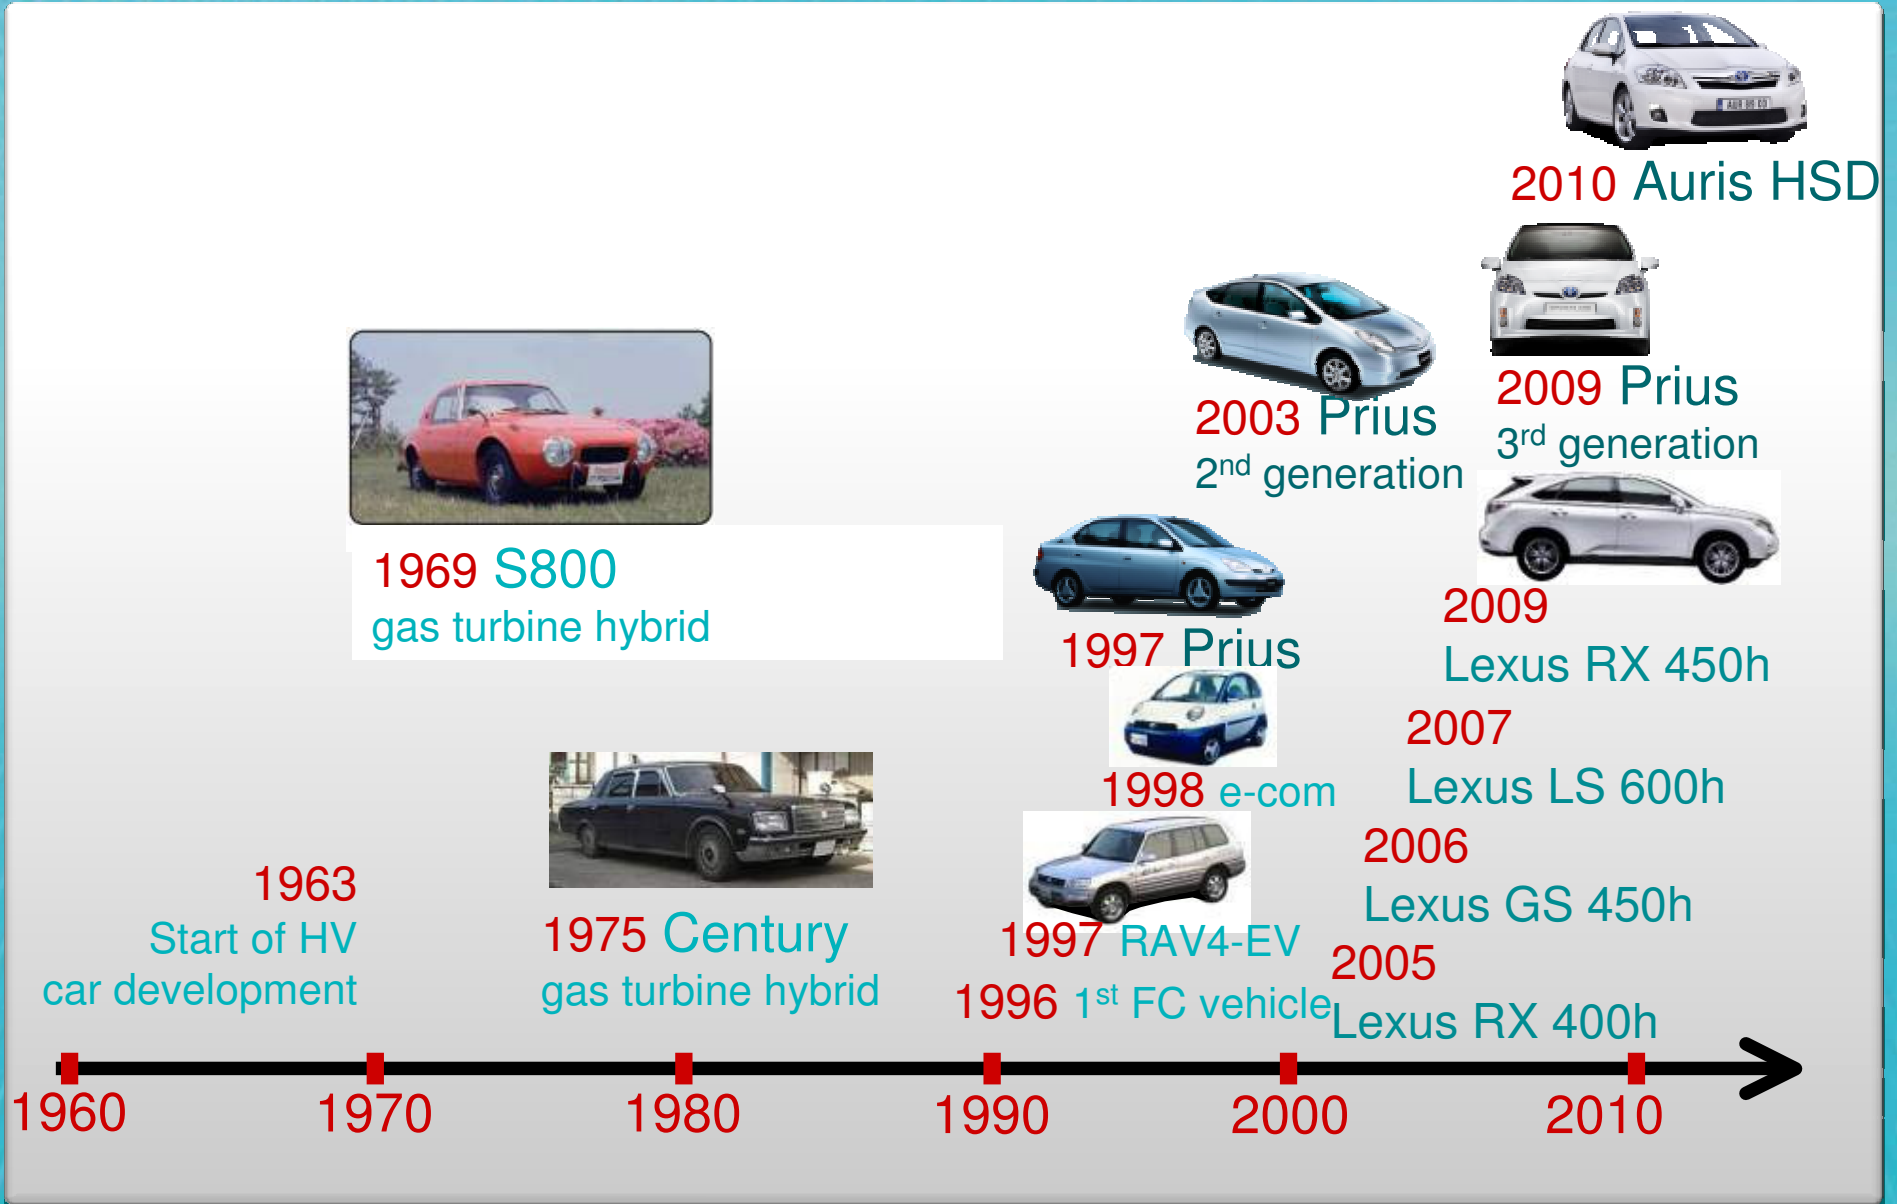 2010 Auris HSD
2009 Prius
3rd generation
2003 Prius
2nd generation
1969 S800
gas turbine hybrid
1997 Prius
2009
Lexus RX 450h
2007
Lexus LS 600h
1998 e-com
2006
Lexus GS 450h
1963
Start of HV
car development
1975 Century
gas turbine hybrid
1997 RAV4-EV
1996 1st FC vehicle
2005
Lexus RX 400h
1960 1970 1980 1990 2000 2010